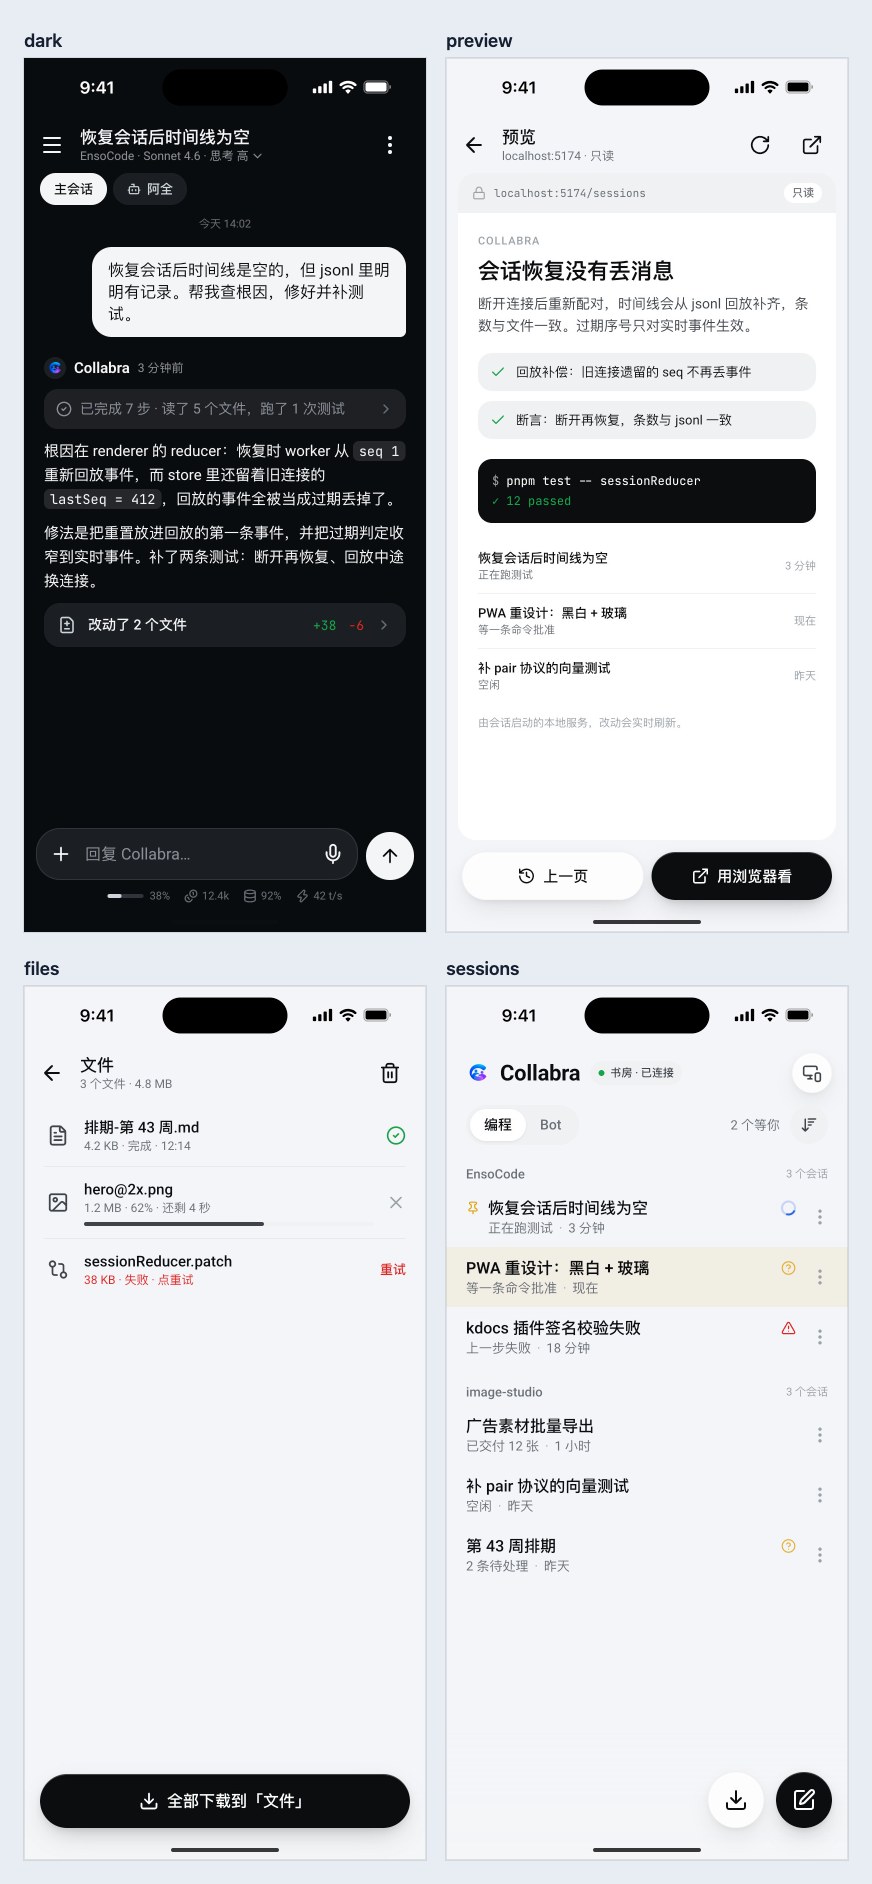 dark
9:41
恢复会话后时间线为空
EnsoCode · Sonnet 4.6 · 思考 高
主会话
阿全
今天 14:02
恢复会话后时间线是空的，但 jsonl 里明
明有记录。帮我查根因，修好并补测
试。
Collabra 3 分钟前
已完成 7 步 · 读了 5 个文件，跑了 1 次测试
根因在 renderer 的 reducer：恢复时 worker 从 seq 1
重新回放事件，而 store 里还留着旧连接的
lastSeq = 412，回放的事件全被当成过期丢掉了。
修法是把重置放进回放的第一条事件，并把过期判定收
窄到实时事件。补了两条测试：断开再恢复、回放中途
换连接。
改动了 2 个文件 +38 -6
回复 Collabra…
38% 12.4k 92% 42 t/s
preview
9:41
预览
localhost:5174 · 只读
localhost:5174/sessions 只读
COLLABRA
会话恢复没有丢消息
断开连接后重新配对，时间线会从 jsonl 回放补齐，条
数与文件一致。过期序号只对实时事件生效。
回放补偿：旧连接遗留的 seq 不再丢事件
断言：断开再恢复，条数与 jsonl 一致
$ pnpm test -- sessionReducer
✓ 12 passed
恢复会话后时间线为空
正在跑测试
3 分钟
PWA 重设计：黑白 + 玻璃
等一条命令批准
现在
补 pair 协议的向量测试
空闲
昨天
由会话启动的本地服务，改动会实时刷新。
上一页
用浏览器看
files
9:41
文件
3 个文件 · 4.8 MB
排期-第 43 周.md
4.2 KB · 完成 · 12:14
hero@2x.png
1.2 MB · 62% · 还剩 4 秒
sessionReducer.patch
38 KB · 失败 · 点重试
重试
全部下载到「文件」
sessions
9:41
Collabra
书房 · 已连接
编程
Bot
2 个等你
EnsoCode
3 个会话
恢复会话后时间线为空
正在跑测试 · 3 分钟
PWA 重设计：黑白 + 玻璃
等一条命令批准 · 现在
kdocs 插件签名校验失败
上一步失败 · 18 分钟
image-studio
3 个会话
广告素材批量导出
已交付 12 张 · 1 小时
补 pair 协议的向量测试
空闲 · 昨天
第 43 周排期
2 条待处理 · 昨天